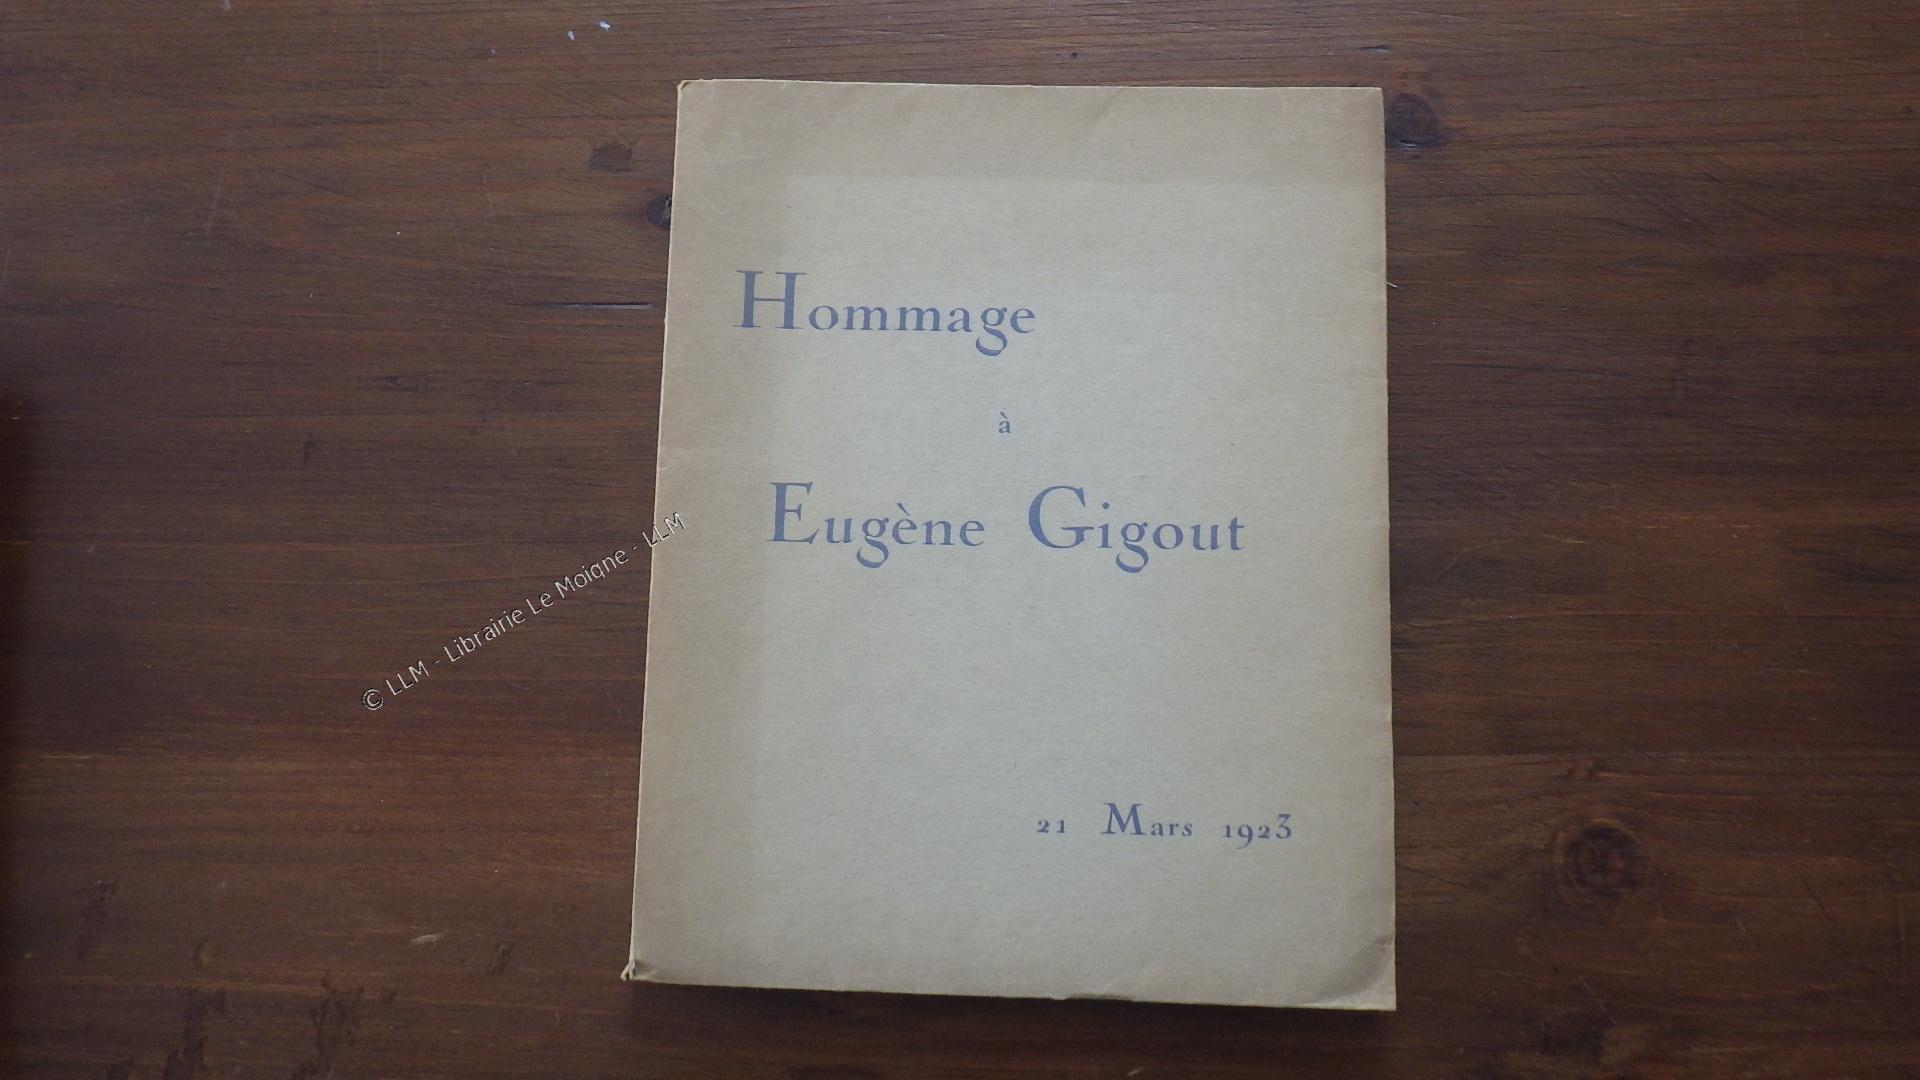 Hommage
à
Eugène Gigout
© LLM - Librairie Le Moigne - LLM
21 Mars 1923